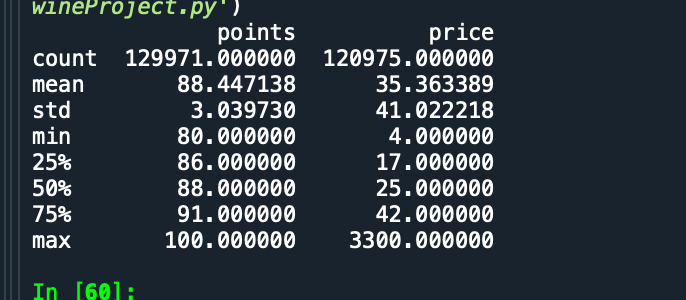 wineProject.py')
points price
count 129971.000000 120975.000000
mean 88.447138 35.363389
std 3.039730 41.022218
min 80.000000 4.000000
25% 86.000000 17.000000
50% 88.000000 25.000000
75% 91.000000 42.000000
max 100.000000 3300.000000
In [60]: